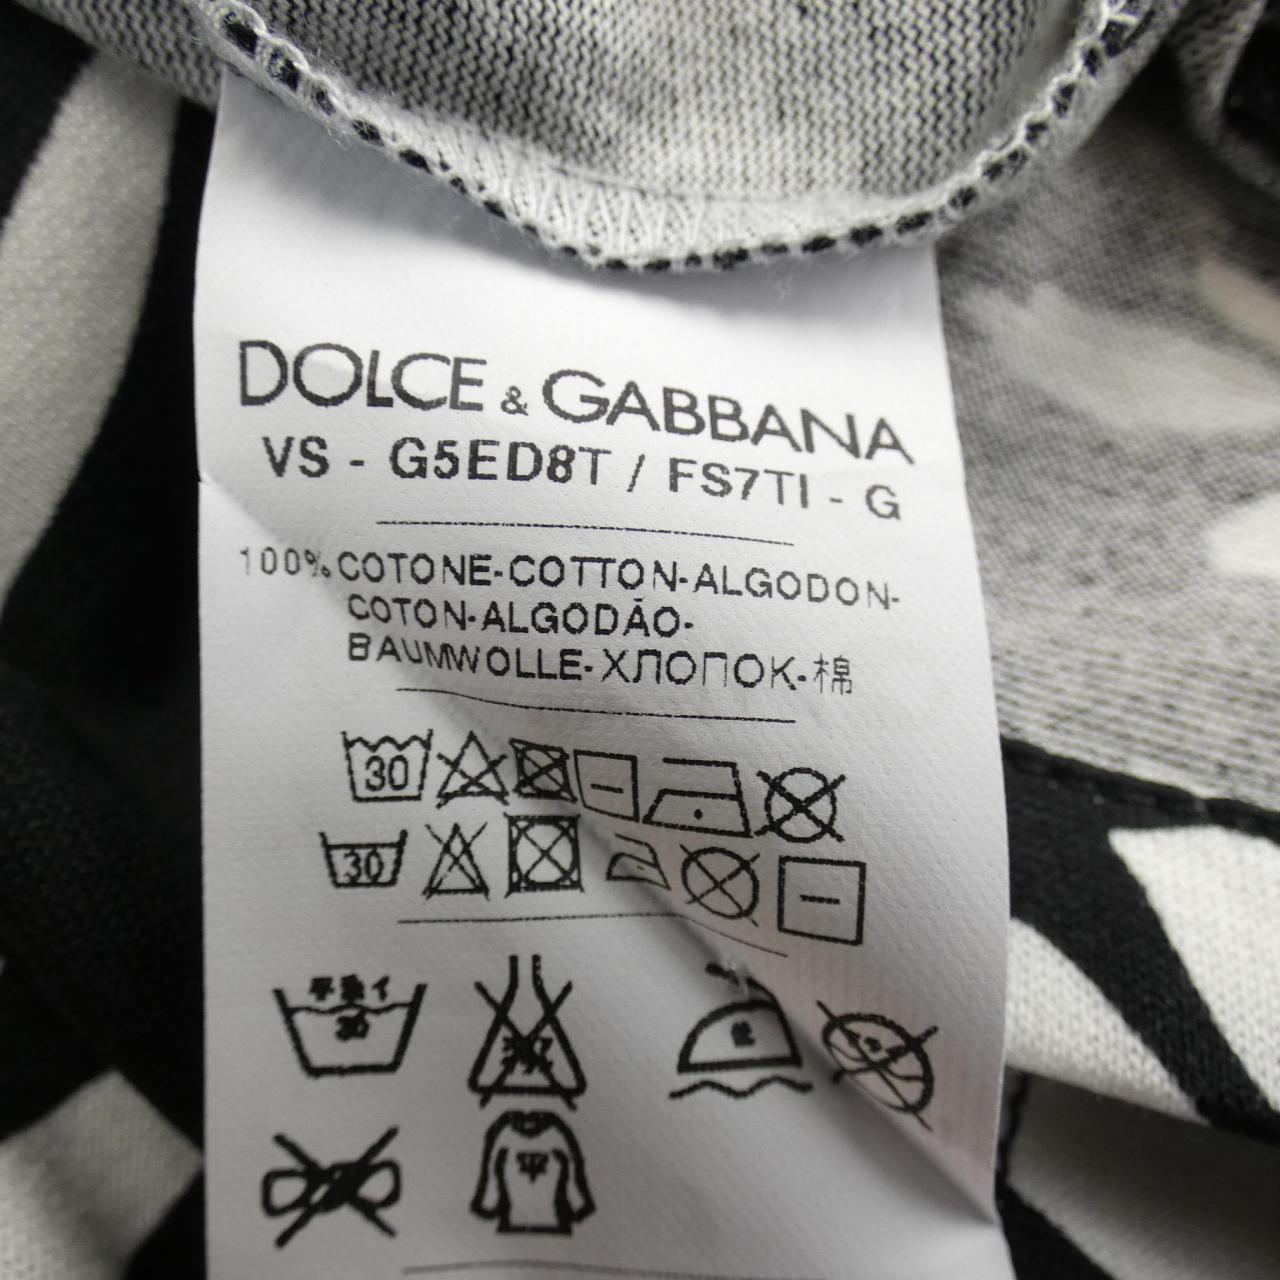 DOLCE & GABBANA
VS - G5ED8T / FS7TI - G
100% COTONE-COTTON-ALGODON-
COTON-ALGODÃO-
BAUMWOLLE-ХЛОПОК-棉
30
30
30